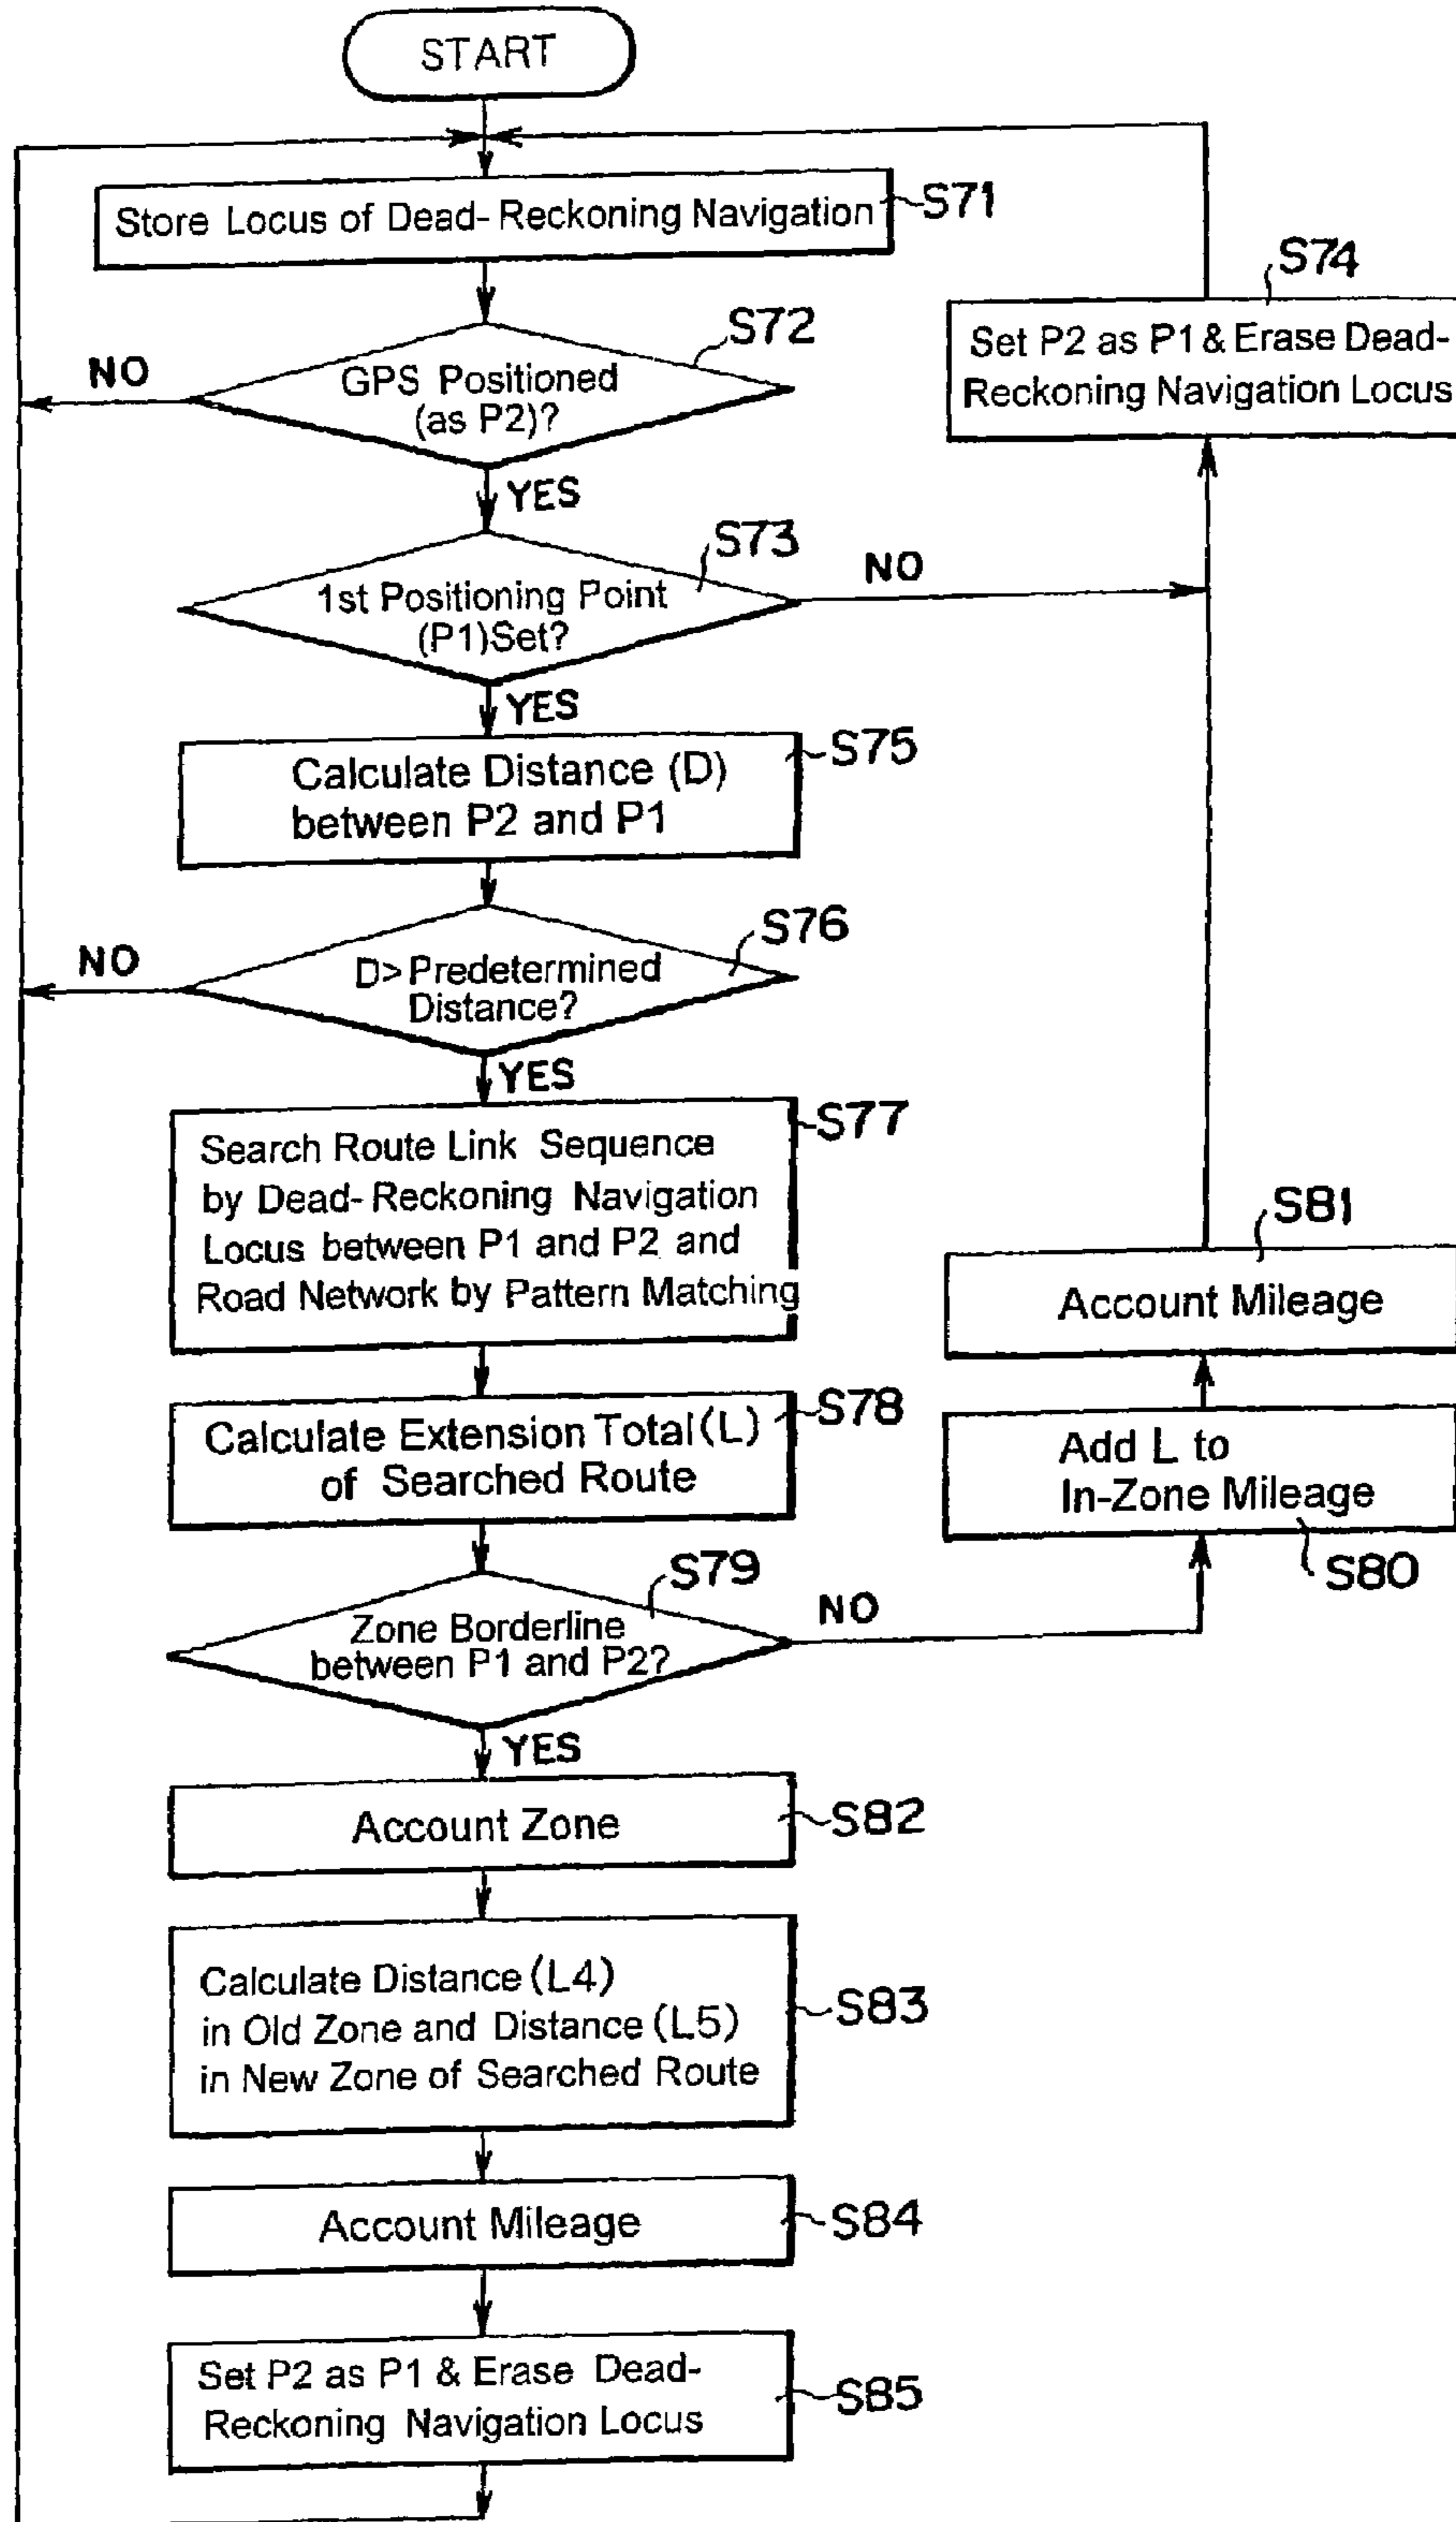 START
Store Locus of Dead-Reckoning Navigation
S71
S72
GPS Positioned
(as P2)?
NO
YES
S73
1st Positioning Point
(P1)Set?
NO
YES
S74
Set P2 as P1 & Erase Dead-
Reckoning Navigation Locus
S75
Calculate Distance (D)
between P2 and P1
S76
D>Predetermined
Distance?
NO
YES
S77
Search Route Link Sequence
by Dead-Reckoning Navigation
Locus between P1 and P2 and
Road Network by Pattern Matching
S78
Calculate Extension Total(L)
of Searched Route
S79
Zone Borderline
between P1 and P2?
NO
YES
S81
Account Mileage
Add L to
In-Zone Mileage
S80
Account Zone
S82
Calculate Distance (L4)
in Old Zone and Distance (L5)
in New Zone of Searched Route
S83
Account Mileage
S84
Set P2 as P1 & Erase Dead-
Reckoning Navigation Locus
S85